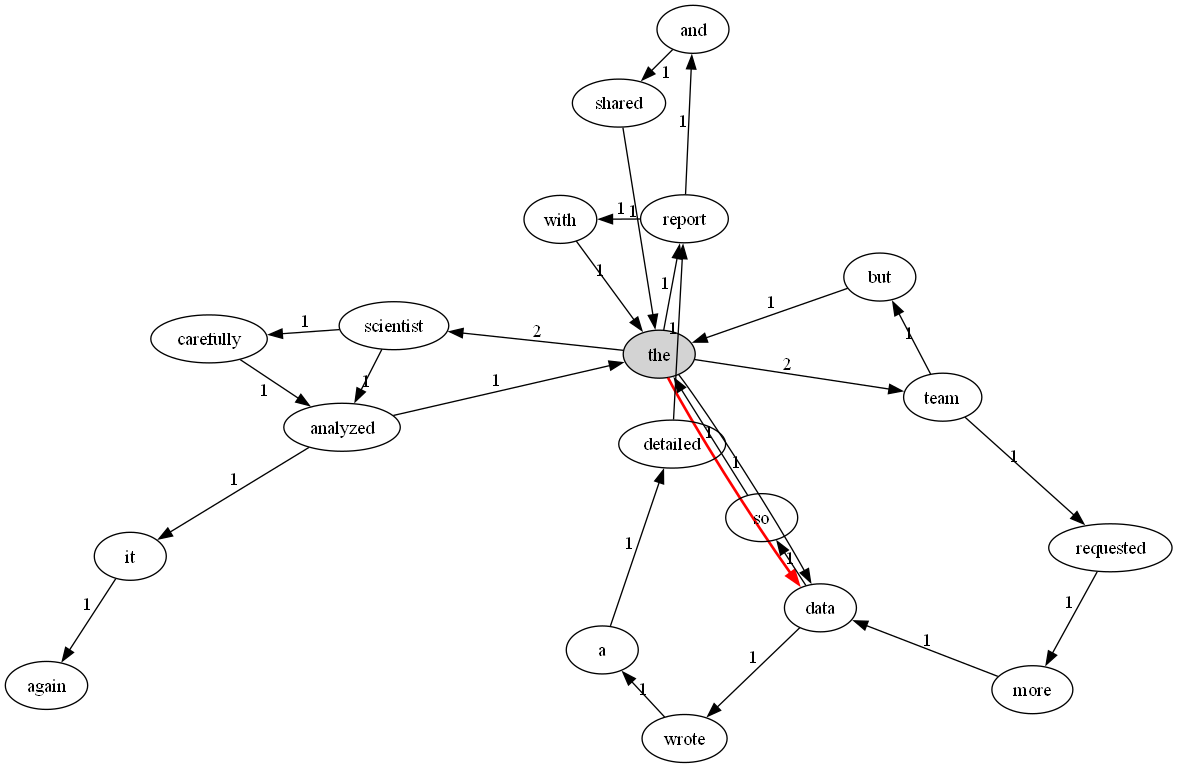 and
1
shared
1
with
1
1
report
1
but
1
1
carefully
1
scientist
2
the
1
2
1
team
1
1
analyzed
1
detailed
1
1
1
1
so
1
requested
it
1
1
1
data
1
1
a
1
again
1
more
wrote